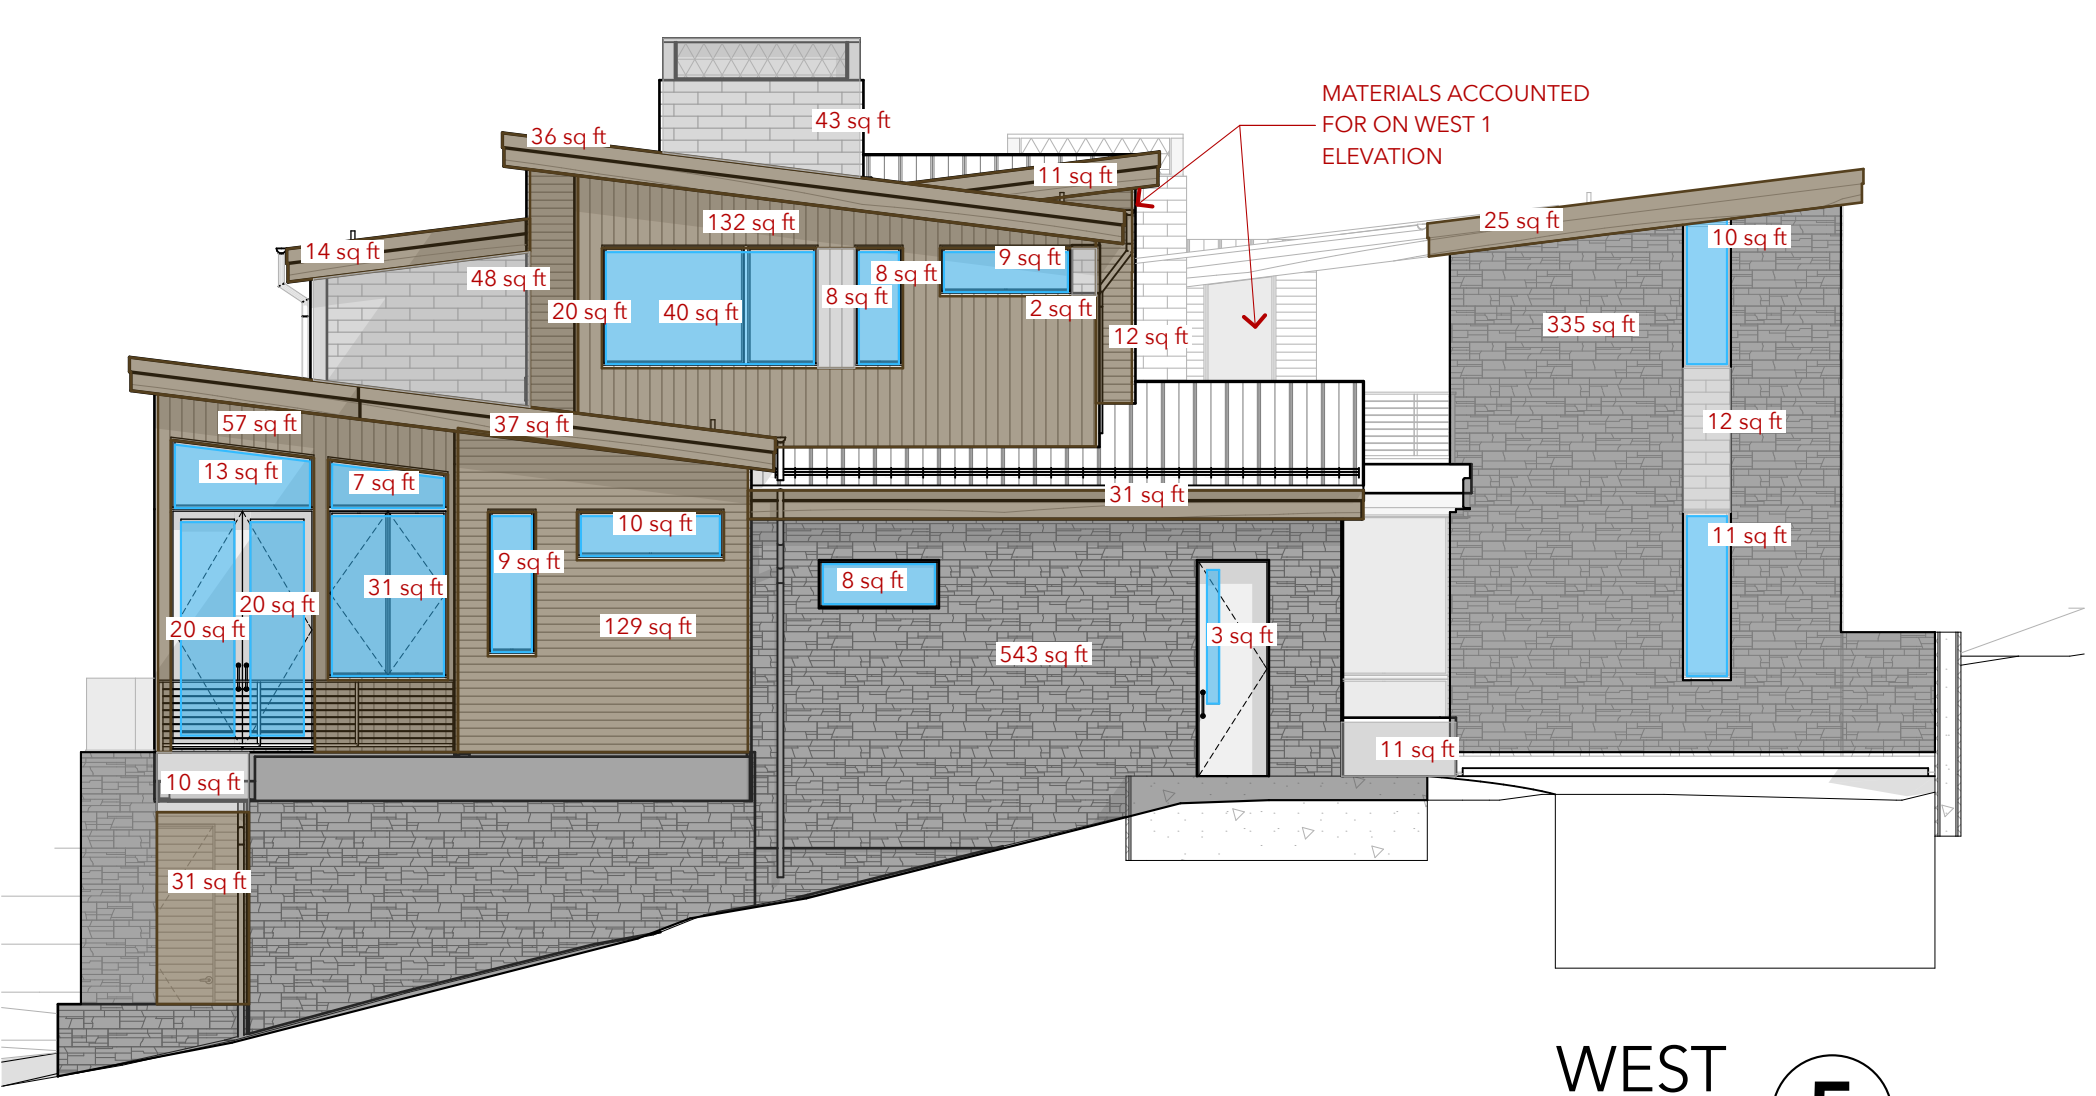 MATERIALS ACCOUNTED
FOR ON WEST 1
ELEVATION
43 sq ft
36 sq ft
11 sq ft
132 sq ft
25 sq ft
10 sq ft
14 sq ft
48 sq ft
9 sq ft
8 sq ft
8 sq ft
20 sq ft
40 sq ft
2 sq ft
12 sq ft
335 sq ft
57 sq ft
37 sq ft
12 sq ft
13 sq ft
7 sq ft
31 sq ft
10 sq ft
11 sq ft
9 sq ft
8 sq ft
31 sq ft
20 sq ft
20 sq ft
129 sq ft
3 sq ft
543 sq ft
11 sq ft
10 sq ft
31 sq ft
WEST